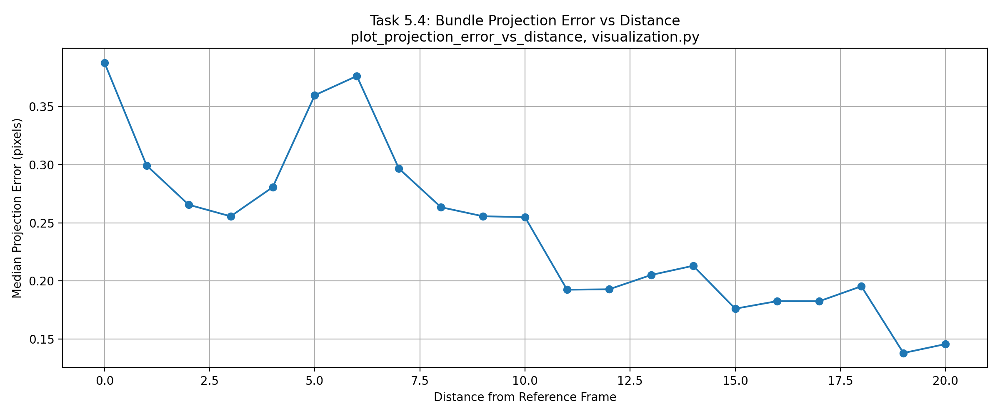 Task 5.4: Bundle Projection Error vs Distance
plot_projection_error_vs_distance, visualization.py
Median Projection Error (pixels)
0.35
0.30
0.25
0.20
0.15
0.0 2.5 5.0 7.5 10.0 12.5 15.0 17.5 20.0
Distance from Reference Frame